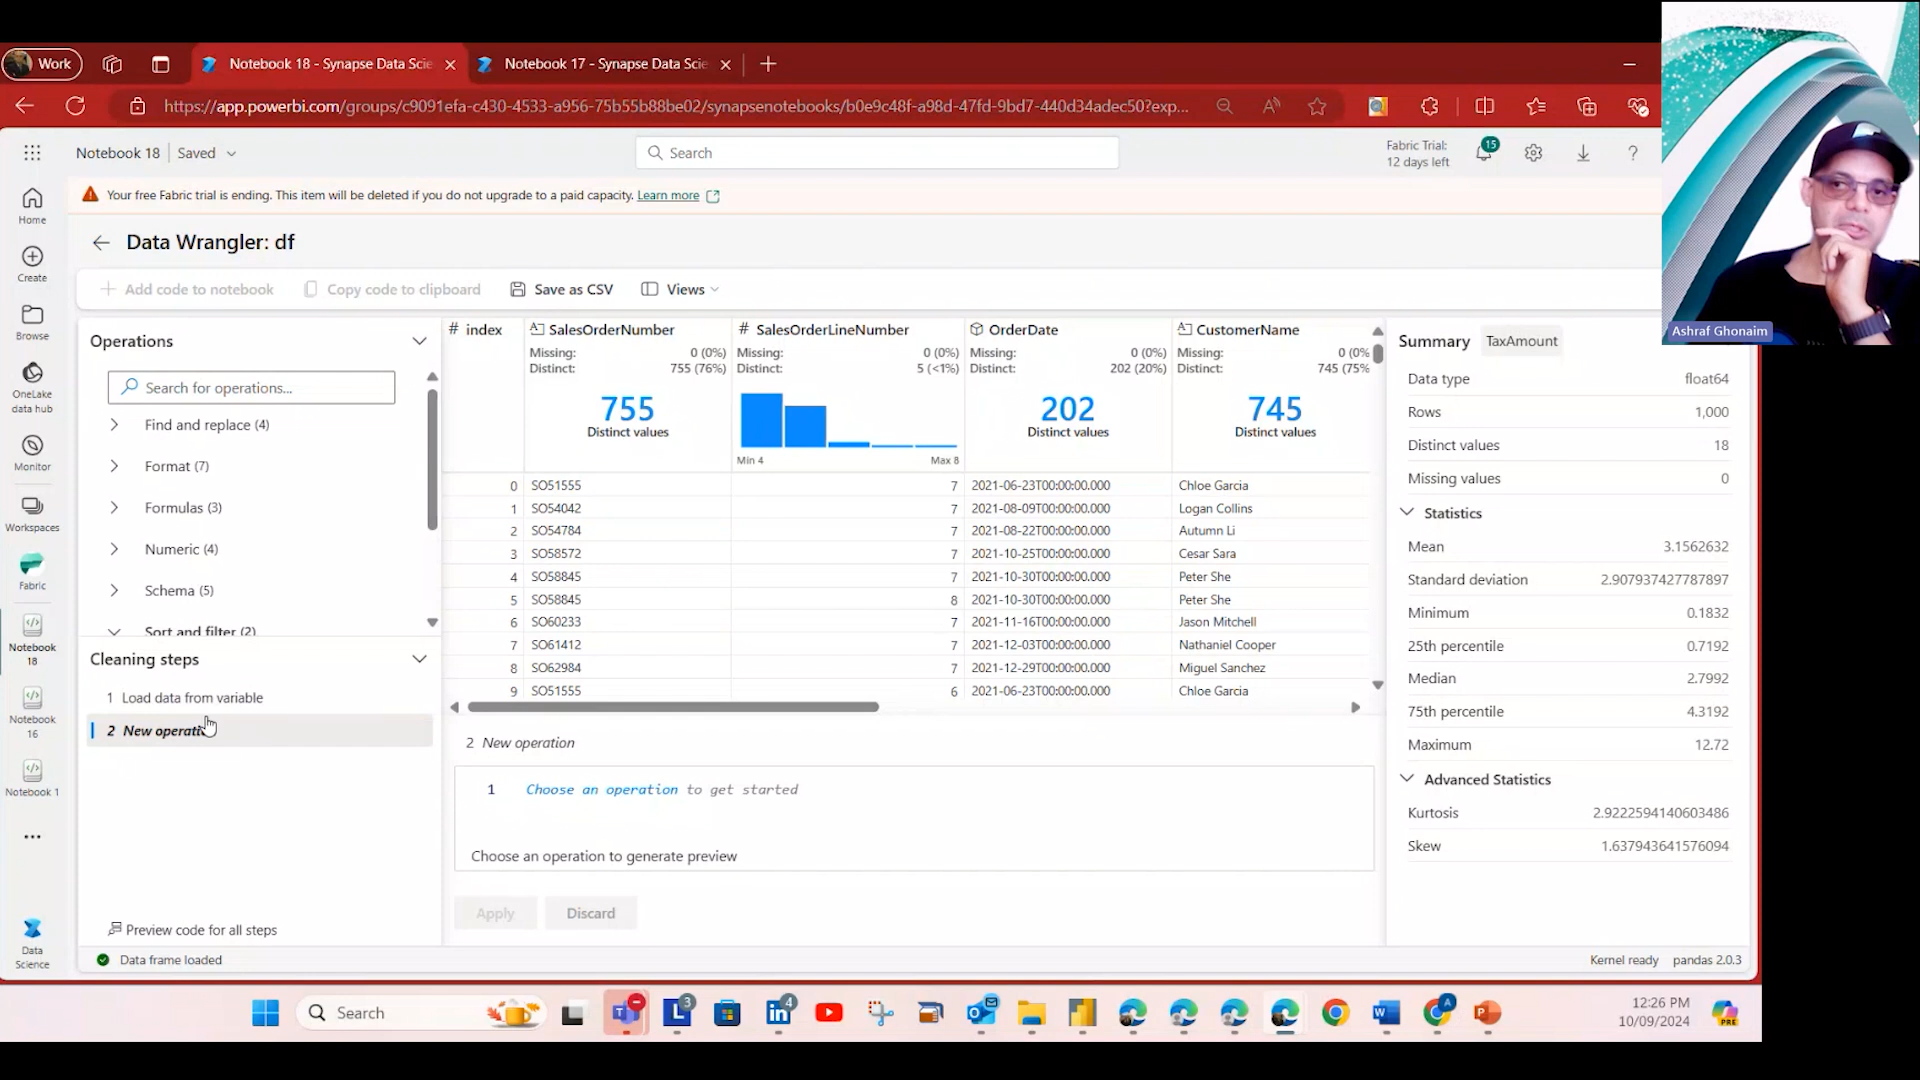 Work
Notebook 18 - Synapse Data Scie
Notebook 17 - Synapse Data Scie
https://app.powerbi.com/groups/c9091efa-c430-4533-a956-75b55b88be02/synapsenotebooks/b0e9c48f-a98d-47fd-9bd7-440d34adec50?exp...
Notebook 18 | Saved
Search
Fabric Trial:
12 days left
15
?
Your free Fabric trial is ending. This item will be deleted if you do not upgrade to a paid capacity. Learn more
Home
Create
Browse
OneLake
data hub
Monitor
Workspaces
Fabric
Notebook
18
Notebook
16
Notebook 1
Data
Science
Data Wrangler: df
Add code to notebook
Copy code to clipboard
Save as CSV
Views
Operations
Search for operations...
Find and replace (4)
Format (7)
Formulas (3)
Numeric (4)
Schema (5)
Sort and filter (2)
Cleaning steps
1 Load data from variable
2 New operatio
Preview code for all steps
Data frame loaded
# index
SalesOrderNumber
# SalesOrderLineNumber
OrderDate
CustomerName
Missing: 0 (0%) Missing: 0 (0%) Missing: 0 (0%) Missing: 0 (0%
Distinct: 755 (76%) Distinct: 5 (<1%) Distinct: 202 (20%) Distinct: 745 (75%
755
Distinct values
Min 4
Max 8
202
Distinct values
745
Distinct values
0 SO51555 7 2021-06-23T00:00:00.000 Chloe Garcia
1 SO54042 7 2021-08-09T00:00:00.000 Logan Collins
2 SO54784 7 2021-08-22T00:00:00.000 Autumn Li
3 SO58572 7 2021-10-25T00:00:00.000 Cesar Sara
4 SO58845 7 2021-10-30T00:00:00.000 Peter She
5 SO58845 8 2021-10-30T00:00:00.000 Peter She
6 SO60233 7 2021-11-16T00:00:00.000 Jason Mitchell
7 SO61412 7 2021-12-03T00:00:00.000 Nathaniel Cooper
8 SO62984 7 2021-12-29T00:00:00.000 Miguel Sanchez
9 SO51555 6 2021-06-23T00:00:00.000 Chloe Garcia
2 New operation
1 Choose an operation to get started
Choose an operation to generate preview
Apply
Discard
Summary TaxAmount
Data type float64
Rows 1,000
Distinct values 18
Missing values 0
Statistics
Mean 3.1562632
Standard deviation 2.907937427787897
Minimum 0.1832
25th percentile 0.7192
Median 2.7992
75th percentile 4.3192
Maximum 12.72
Advanced Statistics
Kurtosis 2.9222594140603486
Skew 1.637943641576094
Kernel ready pandas 2.0.3
Ashraf Ghonaim
Search
3
4
12:26 PM
10/09/2024